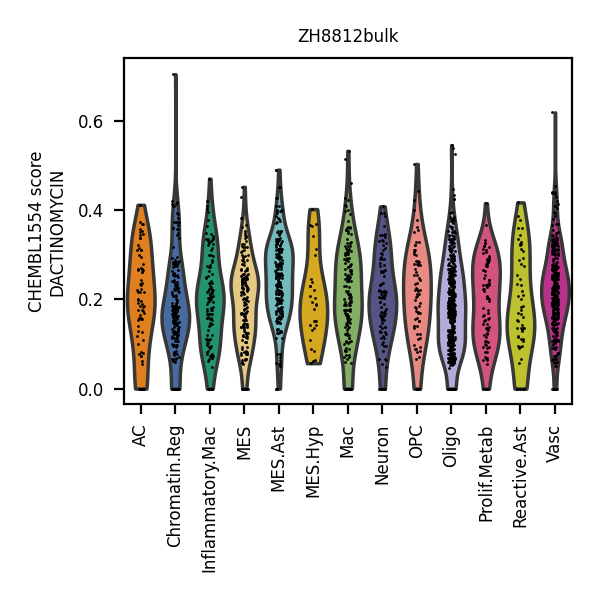 ZH8812bulk
CHEMBL1554 score
DACTINOMYCIN
0.6
0.4
0.2
0.0
AC
Chromatin.Reg
Inflammatory.Mac
MES
MES.Ast
MES.Hyp
Mac
Neuron
OPC
Oligo
Prolif.Metab
Reactive.Ast
Vasc